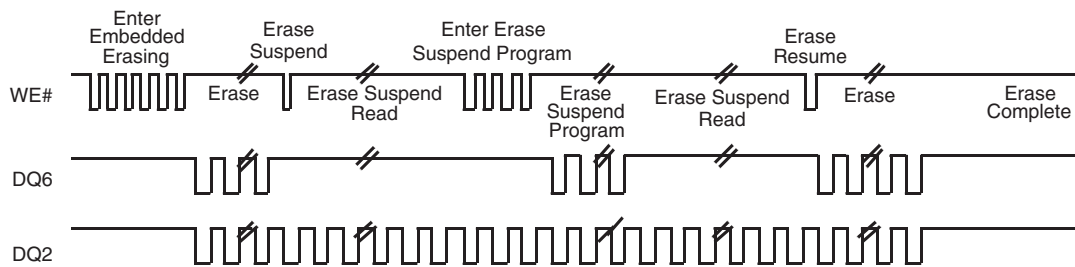 Enter
Embedded
Erasing
Erase
Suspend
Enter Erase
Suspend Program
Erase
Resume
WE#
Erase
Erase Suspend
Read
Erase
Suspend
Program
Erase Suspend
Read
Erase
Erase
Complete
DQ6
DQ2